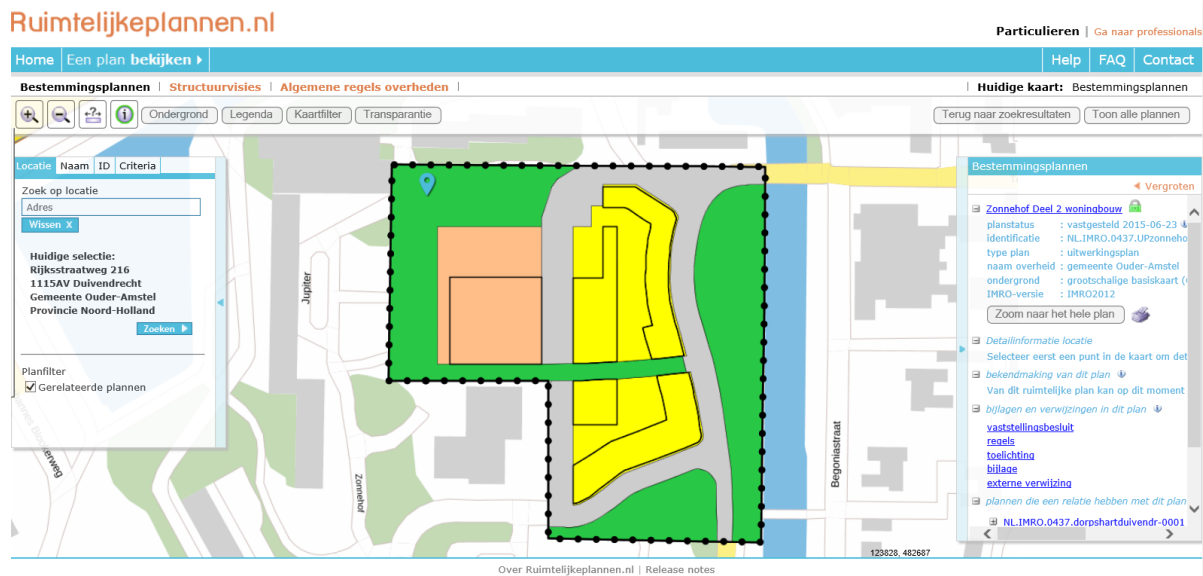 Ruimtelijkeplannen.nl
Particulieren | Ga naar professionals
Home Een plan bekijken
Help FAQ Contact
Bestemmingsplannen | Structuurvisies | Algemene regels overheden |
Huidige kaart: Bestemmingsplannen
Ondergrond Legenda Kaartfilter Transparantie
Terug naar zoekresultaten Toon alle plannen
Locatie Naam ID Criteria
Zoek op locatie
Adres
Wissen X
Huidige selectie:
Rijksstraatweg 216
1115AV Duivendrecht
Gemeente Ouder-Amstel
Provincie Noord-Holland
Zoeken
Planfilter
Gerelateerde plannen
Jupiter
Zonnehof
Begoniastraat
Bestemmingsplannen
Vergroten
Zonnehof Deel 2 woningbouw
planstatus : vastgesteld 2015-06-23
identificatie : NL.IMRO.0437.UPzonneho
type plan : uitwerkingsplan
naam overheid : gemeente Ouder-Amstel
ondergrond : grootschalige basiskaart (
IMRO-versie : IMRO2012
Zoom naar het hele plan
Detailinformatie locatie
Selecteer eerst een punt in de kaart om det
bekendmaking van dit plan
Van dit ruimtelijke plan kan op dit moment
bijlagen en verwijzingen in dit plan
vaststellingsbesluit
regels
toelichting
bijlage
externe verwijzing
plannen die een relatie hebben met dit plan
NL.IMRO.0437.dorpshartduivendr-0001
123828, 482687
Over Ruimtelijkeplannen.nl | Release notes